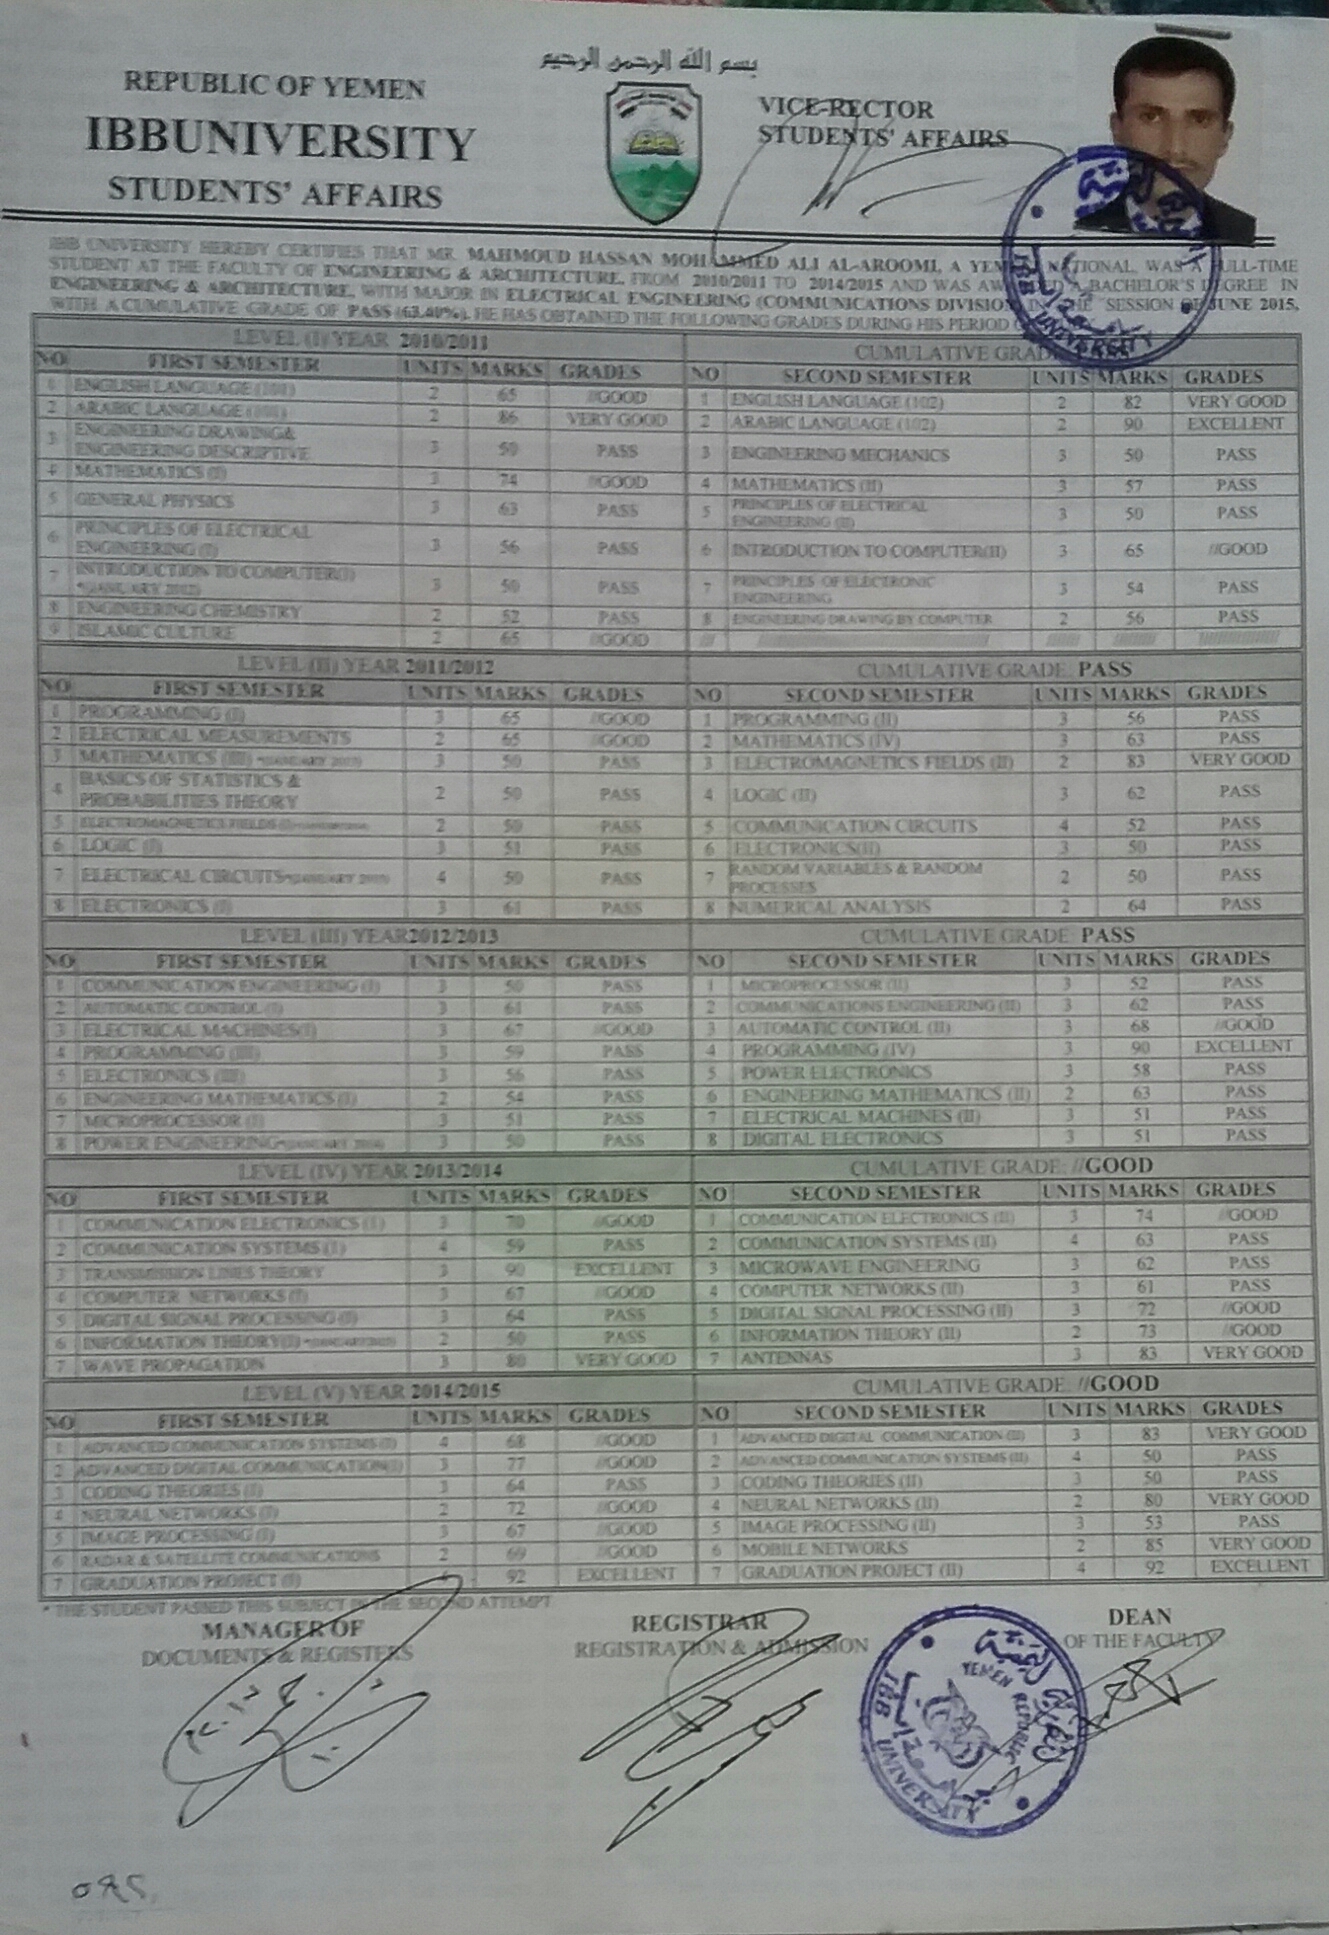 بسم الله الرحمن الرحيم
REPUBLIC OF YEMEN
IBBUNIVERSITY
STUDENTS' AFFAIRS
VICE-RECTOR
STUDENTS' AFFAIRS
IBB UNIVERSITY HEREBY CERTIFIES THAT MR. MAHMOUD HASSAN MOHAMMED ALI AL-AROOMI, A YEMENI NATIONAL, WAS A FULL-TIME
STUDENT AT THE FACULTY OF ENGINEERING & ARCHITECTURE, FROM 2010/2011 TO 2014/2015 AND WAS AWARDED A BACHELOR'S DEGREE IN
ENGINEERING & ARCHITECTURE, WITH MAJOR IN ELECTRICAL ENGINEERING (COMMUNICATIONS DIVISION) SESSION OF JUNE 2015,
WITH A CUMULATIVE GRADE OF PASS (63.40%). HE HAS OBTAINED THE FOLLOWING GRADES DURING HIS PERIOD
LEVEL (I) YEAR 2010/2011 CUMULATIVE GRADE
NO FIRST SEMESTER UNITS MARKS GRADES NO SECOND SEMESTER UNITS MARKS GRADES
1 ENGLISH LANGUAGE (101) 2 65 //GOOD 1 ENGLISH LANGUAGE (102) 2 82 VERY GOOD
2 ARABIC LANGUAGE (101) 2 86 VERY GOOD 2 ARABIC LANGUAGE (102) 2 90 EXCELLENT
3 ENGINEERING DRAWING& ENGINEERING DESCRIPTIVE 3 50 PASS 3 ENGINEERING MECHANICS 3 50 PASS
4 MATHEMATICS (I) 3 74 //GOOD 4 MATHEMATICS (II) 3 57 PASS
5 GENERAL PHYSICS 3 63 PASS 5 PRINCIPLES OF ELECTRICAL ENGINEERING (II) 3 50 PASS
6 PRINCIPLES OF ELECTRICAL ENGINEERING (I) 3 56 PASS 6 INTRODUCTION TO COMPUTER(II) 3 65 //GOOD
7 INTRODUCTION TO COMPUTER(I) *(JANUARY 2012) 3 50 PASS 7 PRINCIPLES OF ELECTRONIC ENGINEERING 3 54 PASS
8 ENGINEERING CHEMISTRY 2 52 PASS 8 ENGINEERING DRAWING BY COMPUTER 2 56 PASS
9 ISLAMIC CULTURE 2 65 //GOOD
LEVEL (II) YEAR 2011/2012 CUMULATIVE GRADE: PASS
NO FIRST SEMESTER UNITS MARKS GRADES NO SECOND SEMESTER UNITS MARKS GRADES
1 PROGRAMMING (I) 3 65 //GOOD 1 PROGRAMMING (II) 3 56 PASS
2 ELECTRICAL MEASUREMENTS 2 65 //GOOD 2 MATHEMATICS (IV) 3 63 PASS
3 MATHEMATICS (III) 3 50 PASS 3 ELECTROMAGNETICS FIELDS (II) 2 83 VERY GOOD
4 BASICS OF STATISTICS & PROBABILITIES THEORY 2 50 PASS 4 LOGIC (II) 3 62 PASS
5 ELECTROMAGNETICS FIELDS 2 50 PASS 5 COMMUNICATION CIRCUITS 4 52 PASS
6 LOGIC (I) 3 51 PASS 6 ELECTRONICS(II) 3 50 PASS
7 ELECTRICAL CIRCUITS 4 50 PASS 7 RANDOM VARIABLES & RANDOM PROCESSES 2 50 PASS
8 ELECTRONICS (I) 3 61 PASS 8 NUMERICAL ANALYSIS 2 64 PASS
LEVEL (III) YEAR2012/2013 CUMULATIVE GRADE: PASS
NO FIRST SEMESTER UNITS MARKS GRADES NO SECOND SEMESTER UNITS MARKS GRADES
1 COMMUNICATION ENGINEERING (I) 3 50 PASS 1 MICROPROCESSOR (II) 3 52 PASS
2 AUTOMATIC CONTROL (I) 3 61 PASS 2 COMMUNICATIONS ENGINEERING (II) 3 62 PASS
3 ELECTRICAL MACHINES(I) 3 67 //GOOD 3 AUTOMATIC CONTROL (II) 3 68 //GOOD
4 PROGRAMMING (III) 3 59 PASS 4 PROGRAMMING (IV) 3 90 EXCELLENT
5 ELECTRONICS (III) 3 56 PASS 5 POWER ELECTRONICS 3 58 PASS
6 ENGINEERING MATHEMATICS (I) 2 54 PASS 6 ENGINEERING MATHEMATICS (II) 2 63 PASS
7 MICROPROCESSOR (I) 3 51 PASS 7 ELECTRICAL MACHINES (II) 3 51 PASS
8 POWER ENGINEERING 3 50 PASS 8 DIGITAL ELECTRONICS 3 51 PASS
LEVEL (IV) YEAR 2013/2014 CUMULATIVE GRADE: //GOOD
NO FIRST SEMESTER UNITS MARKS GRADES NO SECOND SEMESTER UNITS MARKS GRADES
1 COMMUNICATION ELECTRONICS (I) 3 70 //GOOD 1 COMMUNICATION ELECTRONICS (II) 3 74 //GOOD
2 COMMUNICATION SYSTEMS (I) 4 59 PASS 2 COMMUNICATION SYSTEMS (II) 4 63 PASS
3 TRANSMISSION LINES THEORY 3 90 EXCELLENT 3 MICROWAVE ENGINEERING 3 62 PASS
4 COMPUTER NETWORKS (I) 3 67 //GOOD 4 COMPUTER NETWORKS (II) 3 61 PASS
5 DIGITAL SIGNAL PROCESSING (I) 3 64 PASS 5 DIGITAL SIGNAL PROCESSING (II) 3 72 //GOOD
6 INFORMATION THEORY(I) 2 50 PASS 6 INFORMATION THEORY (II) 2 73 //GOOD
7 WAVE PROPAGATION 3 80 VERY GOOD 7 ANTENNAS 3 83 VERY GOOD
LEVEL (V) YEAR 2014/2015 CUMULATIVE GRADE: //GOOD
NO FIRST SEMESTER UNITS MARKS GRADES NO SECOND SEMESTER UNITS MARKS GRADES
1 ADVANCED COMMUNICATION SYSTEMS (I) 4 68 //GOOD 1 ADVANCED DIGITAL COMMUNICATION (II) 3 83 VERY GOOD
2 ADVANCED DIGITAL COMMUNICATION(I) 3 77 //GOOD 2 ADVANCED COMMUNICATION SYSTEMS (II) 4 50 PASS
3 CODING THEORIES (I) 3 64 PASS 3 CODING THEORIES (II) 3 50 PASS
4 NEURAL NETWORKS (I) 2 72 //GOOD 4 NEURAL NETWORKS (II) 2 80 VERY GOOD
5 IMAGE PROCESSING (I) 3 67 //GOOD 5 IMAGE PROCESSING (II) 3 53 PASS
6 RADAR & SATELLITE COMMUNICATIONS 2 69 //GOOD 6 MOBILE NETWORKS 2 85 VERY GOOD
7 GRADUATION PROJECT (I) 92 EXCELLENT 7 GRADUATION PROJECT (II) 4 92 EXCELLENT
* THE STUDENT PASSED THIS SUBJECT IN THE SECOND ATTEMPT
MANAGER OF
DOCUMENTS & REGISTERS
REGISTRAR
REGISTRATION & ADMISSION
DEAN
OF THE FACULTY
YEMEN REPUBLIC
IBB UNIVERSITY